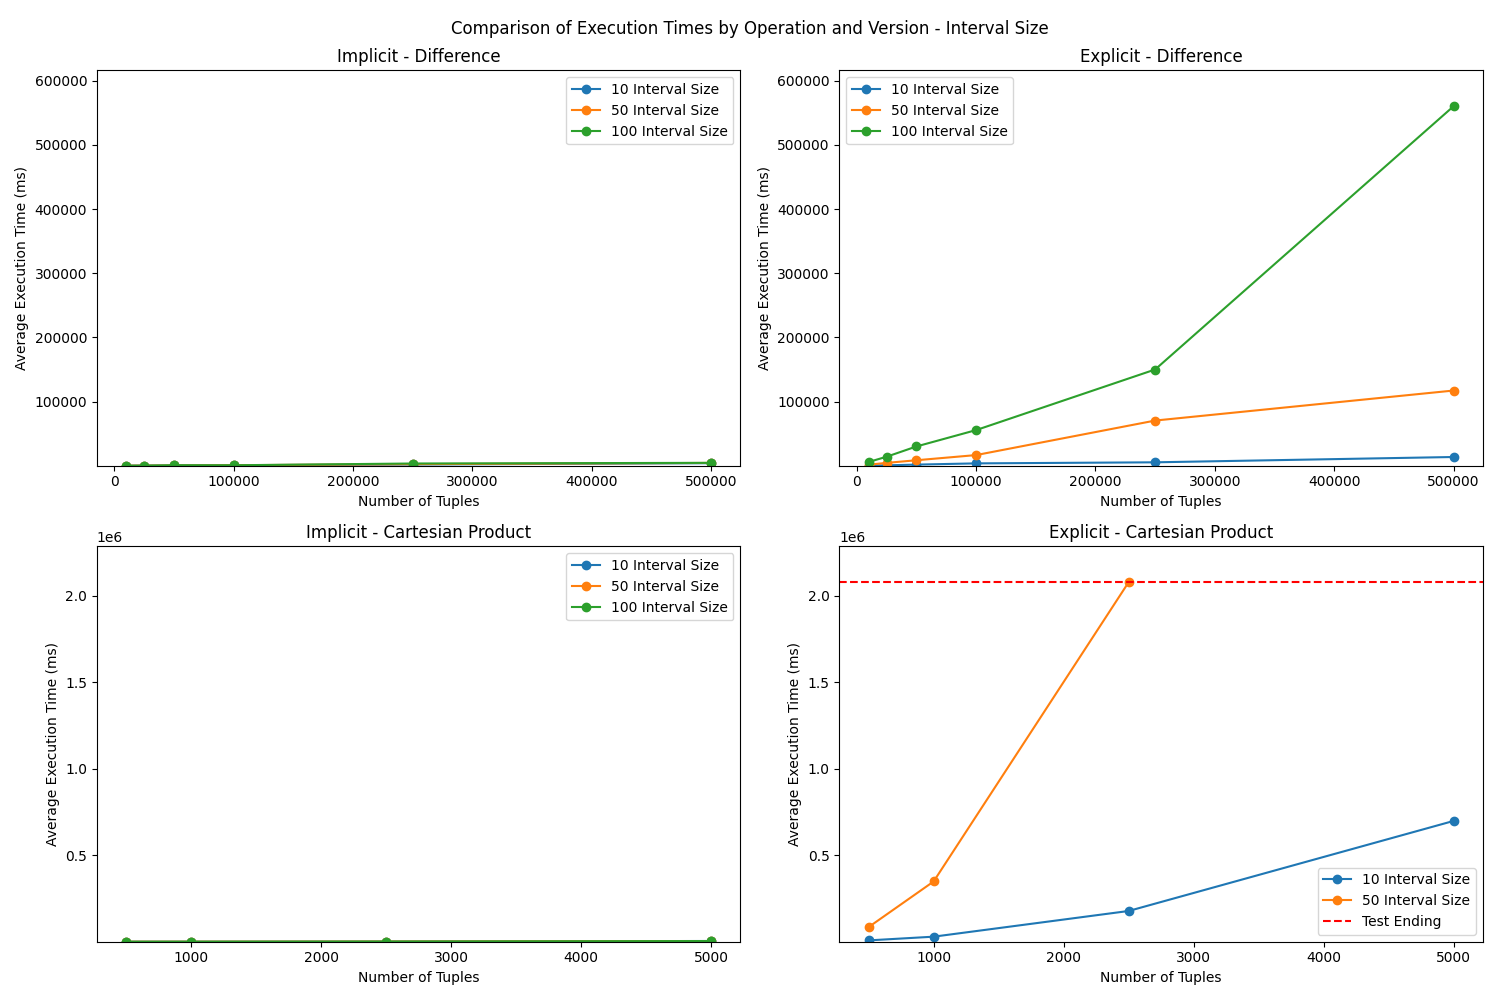 Comparison of Execution Times by Operation and Version - Interval Size
Implicit - Difference
600000
500000
400000
300000
200000
100000
Average Execution Time (ms)
10 Interval Size
50 Interval Size
100 Interval Size
0 100000 200000 300000 400000 500000
Number of Tuples
Explicit - Difference
600000
500000
400000
300000
200000
100000
Average Execution Time (ms)
10 Interval Size
50 Interval Size
100 Interval Size
0 100000 200000 300000 400000 500000
Number of Tuples
Implicit - Cartesian Product
1e6
2.0
1.5
1.0
0.5
Average Execution Time (ms)
10 Interval Size
50 Interval Size
100 Interval Size
1000 2000 3000 4000 5000
Number of Tuples
Explicit - Cartesian Product
1e6
2.0
1.5
1.0
0.5
Average Execution Time (ms)
10 Interval Size
50 Interval Size
Test Ending
1000 2000 3000 4000 5000
Number of Tuples